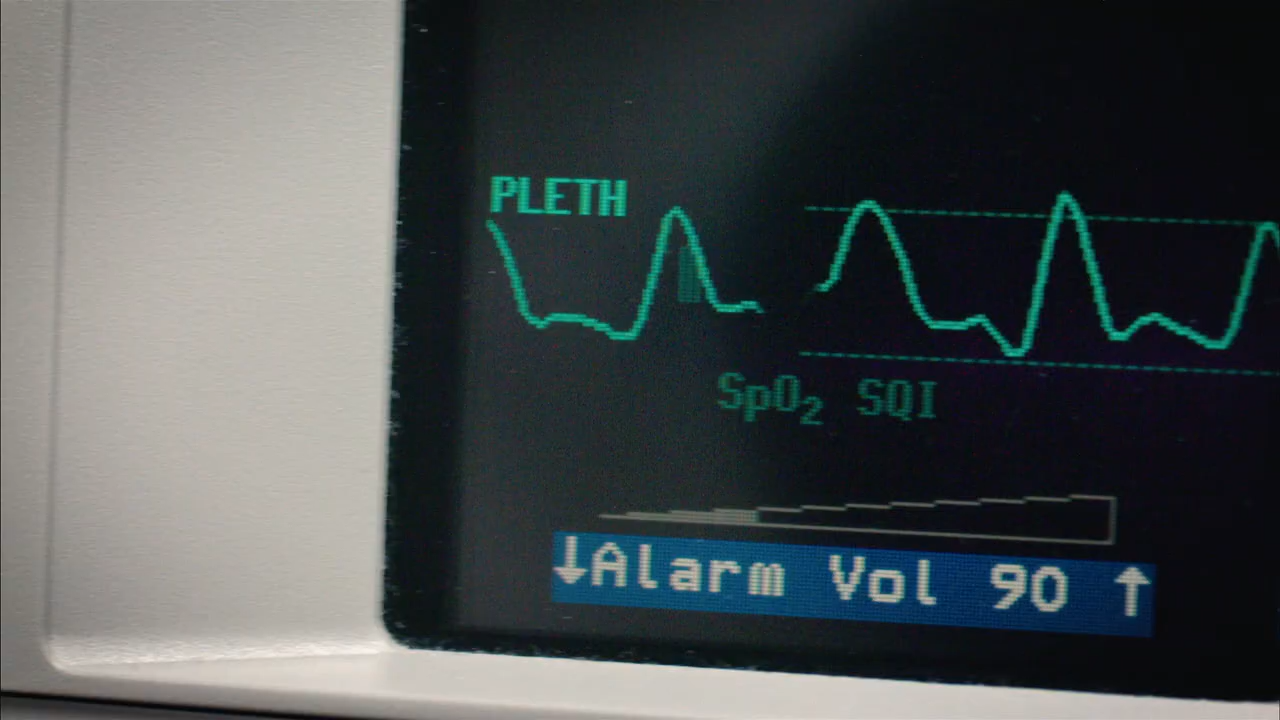 PLETH
SpO₂ SQI
↓Alarm Vol 90 ↑